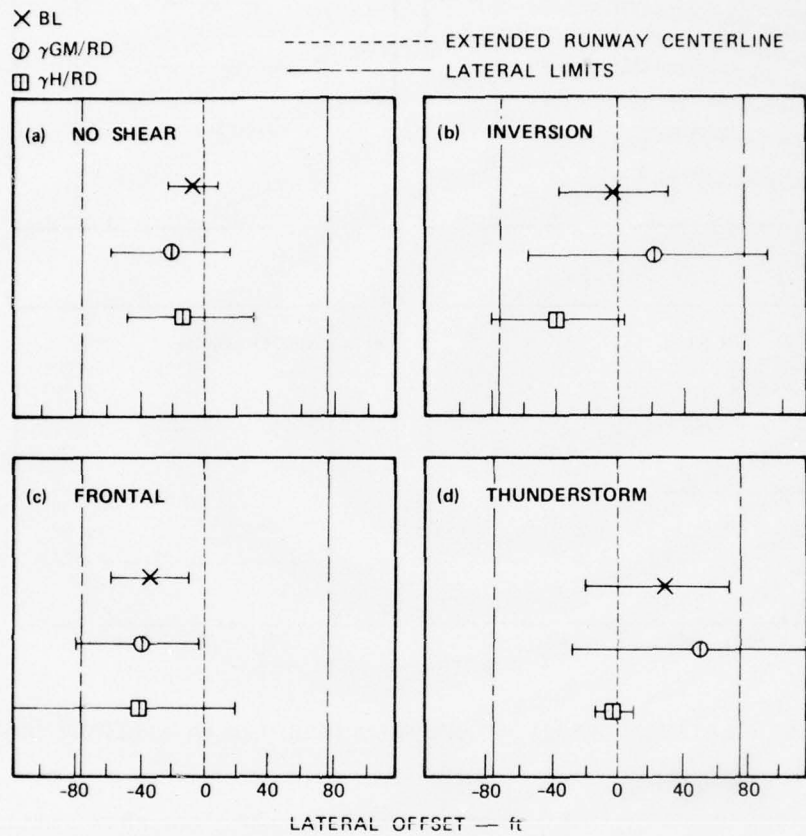 BL
γGM/RD
γH/RD
EXTENDED RUNWAY CENTERLINE
LATERAL LIMITS
(a) NO SHEAR
(b) INVERSION
(c) FRONTAL
(d) THUNDERSTORM
-80 -40 0 40 80
-80 -40 0 40 80
LATERAL OFFSET — ft